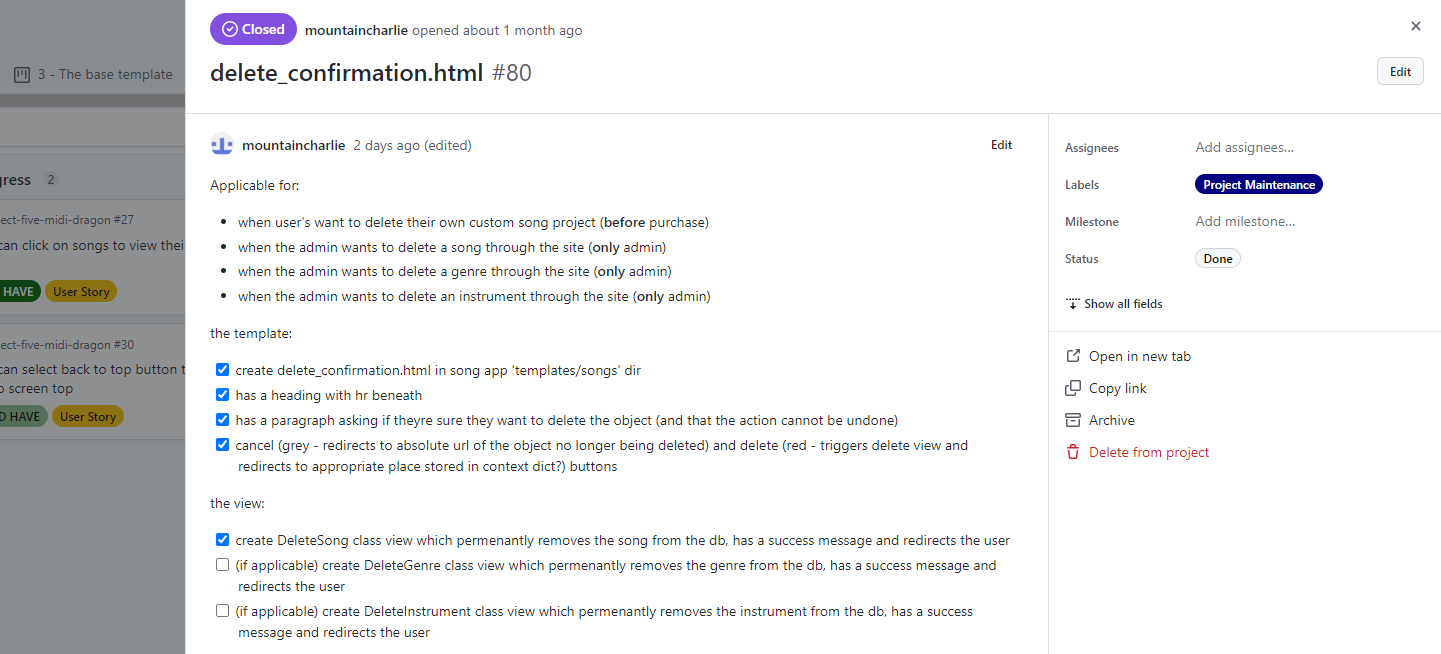 Closed mountaincharlie opened about 1 month ago
delete_confirmation.html #80
Edit
3 - The base template
gress 2
ect-five-midi-dragon #27
can click on songs to view thei
HAVE User Story
ect-five-midi-dragon #30
can select back to top button t
o screen top
D HAVE User Story
mountaincharlie 2 days ago (edited)
Edit
Applicable for:
when user's want to delete their own custom song project (before purchase)
when the admin wants to delete a song through the site (only admin)
when the admin wants to delete a genre through the site (only admin)
when the admin wants to delete an instrument through the site (only admin)
the template:
create delete_confirmation.html in song app 'templates/songs' dir
has a heading with hr beneath
has a paragraph asking if theyre sure they want to delete the object (and that the action cannot be undone)
cancel (grey - redirects to absolute url of the object no longer being deleted) and delete (red - triggers delete view and
redirects to appropriate place stored in context dict?) buttons
the view:
create DeleteSong class view which permenantly removes the song from the db, has a success message and redirects the user
(if applicable) create DeleteGenre class view which permenantly removes the genre from the db, has a success message and
redirects the user
(if applicable) create DeleteInstrument class view which permenantly removes the instrument from the db, has a success
message and redirects the user
Assignees Add assignees...
Labels Project Maintenance
Milestone Add milestone...
Status Done
Show all fields
Open in new tab
Copy link
Archive
Delete from project